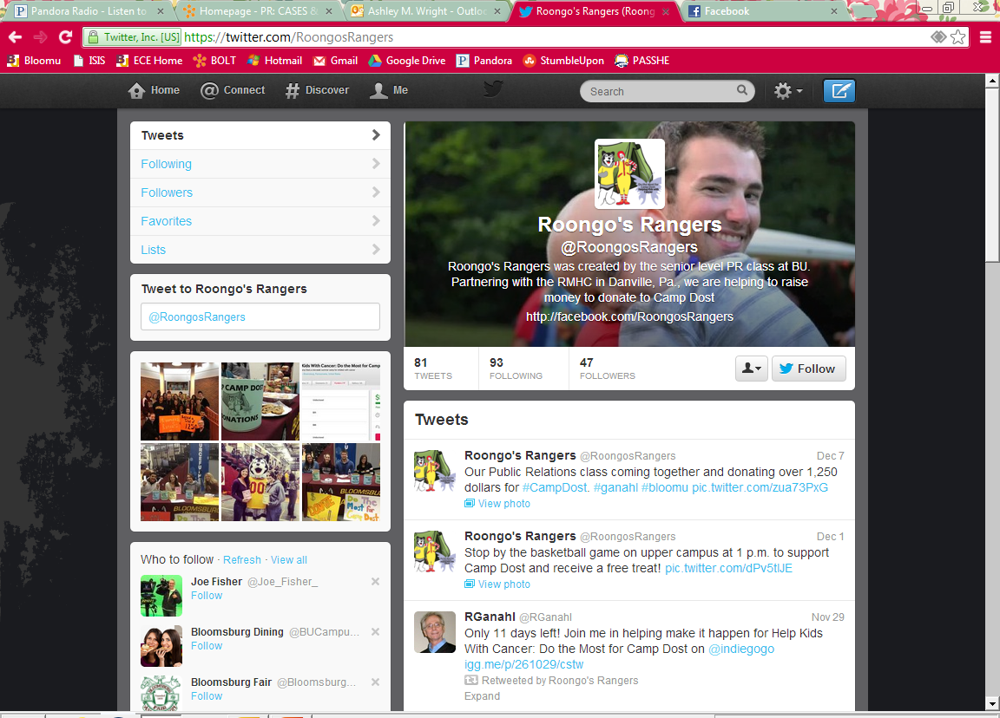 Pandora Radio - Listen to
Homepage - PR: CASES &
Ashley M. Wright - Outloo
Roongo's Rangers (Roong
Facebook
Twitter, Inc. [US] https://twitter.com/RoongosRangers
Bloomu ISIS ECE Home BOLT Hotmail Gmail Google Drive Pandora StumbleUpon PASSHE
Home Connect Discover Me Search
Tweets
Following
Followers
Favorites
Lists
Tweet to Roongo's Rangers
@RoongosRangers
Kids With Cancer: Do the Most for Camp
CAMP DOST
DONATIONS
1250
BLOOMSBURG
Do The
Most for
Camp Dost
Who to follow · Refresh · View all
Joe Fisher @Joe_Fisher_
Follow
Bloomsburg Dining @BUCampu...
Follow
Bloomsburg Fair @Bloomsburg...
Follow
Roongo's Rangers
@RoongosRangers
Roongo's Rangers was created by the senior level PR class at BU.
Partnering with the RMHC in Danville, Pa., we are helping to raise
money to donate to Camp Dost
http://facebook.com/RoongosRangers
81 TWEETS
93 FOLLOWING
47 FOLLOWERS
Follow
Tweets
Roongo's Rangers @RoongosRangers Dec 7
Our Public Relations class coming together and donating over 1,250
dollars for #CampDost. #ganahl #bloomu pic.twitter.com/zua73PxG
View photo
Roongo's Rangers @RoongosRangers Dec 1
Stop by the basketball game on upper campus at 1 p.m. to support
Camp Dost and receive a free treat! pic.twitter.com/dPv5tlJE
View photo
RGanahl @RGanahl Nov 29
Only 11 days left! Join me in helping make it happen for Help Kids
With Cancer: Do the Most for Camp Dost on @indiegogo
igg.me/p/261029/cstw
Retweeted by Roongo's Rangers
Expand